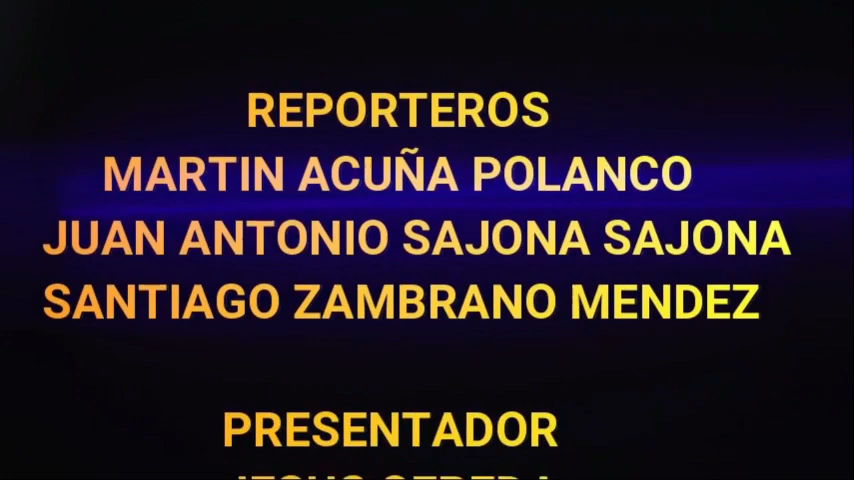 REPORTEROS
MARTIN ACUÑA POLANCO
JUAN ANTONIO SAJONA SAJONA
SANTIAGO ZAMBRANO MENDEZ
PRESENTADOR